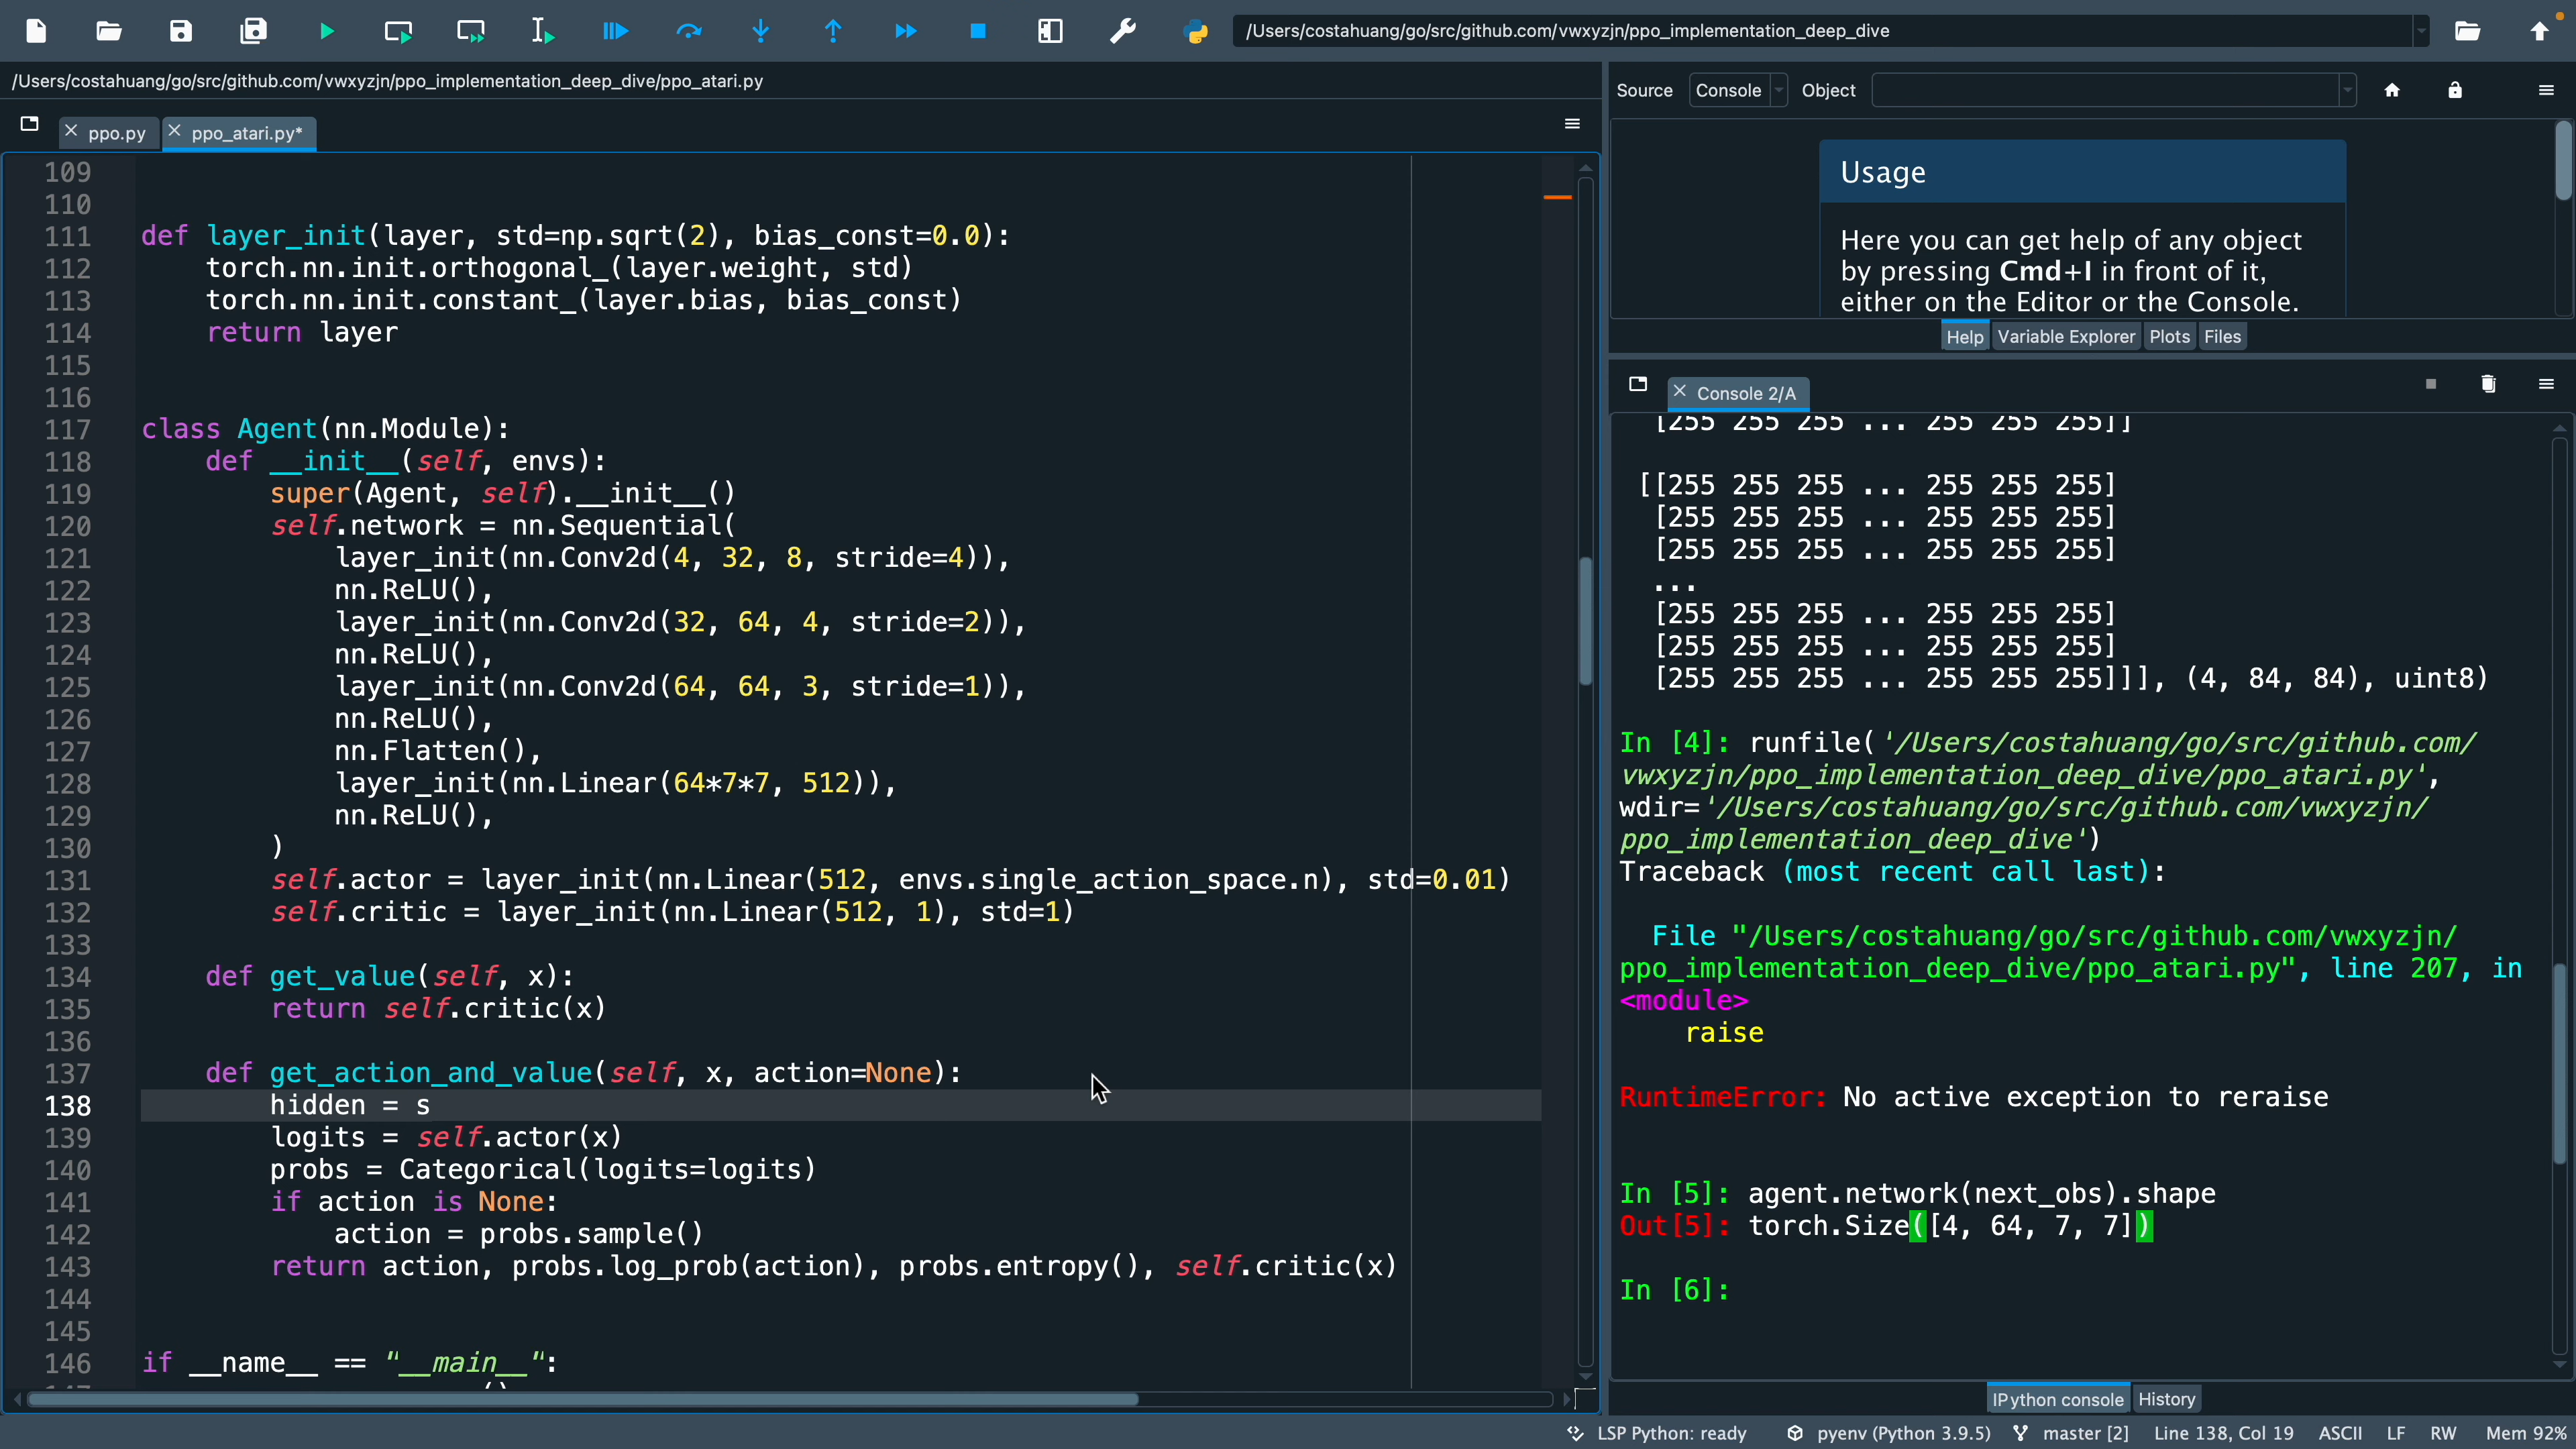 /Users/costahuang/go/src/github.com/vwxyzjn/ppo_implementation_deep_dive
/Users/costahuang/go/src/github.com/vwxyzjn/ppo_implementation_deep_dive/ppo_atari.py
ppo.py
ppo_atari.py*
109
110
111 def layer_init(layer, std=np.sqrt(2), bias_const=0.0):
112     torch.nn.init.orthogonal_(layer.weight, std)
113     torch.nn.init.constant_(layer.bias, bias_const)
114     return layer
115
116
117 class Agent(nn.Module):
118     def __init__(self, envs):
119         super(Agent, self).__init__()
120         self.network = nn.Sequential(
121             layer_init(nn.Conv2d(4, 32, 8, stride=4)),
122             nn.ReLU(),
123             layer_init(nn.Conv2d(32, 64, 4, stride=2)),
124             nn.ReLU(),
125             layer_init(nn.Conv2d(64, 64, 3, stride=1)),
126             nn.ReLU(),
127             nn.Flatten(),
128             layer_init(nn.Linear(64*7*7, 512)),
129             nn.ReLU(),
130         )
131         self.actor = layer_init(nn.Linear(512, envs.single_action_space.n), std=0.01)
132         self.critic = layer_init(nn.Linear(512, 1), std=1)
133
134     def get_value(self, x):
135         return self.critic(x)
136
137     def get_action_and_value(self, x, action=None):
138         hidden = s
139         logits = self.actor(x)
140         probs = Categorical(logits=logits)
141         if action is None:
142             action = probs.sample()
143         return action, probs.log_prob(action), probs.entropy(), self.critic(x)
144
145
146 if __name__ == "__main__":
Source Console Object
Usage
Here you can get help of any object
by pressing Cmd+I in front of it,
either on the Editor or the Console.
Help Variable Explorer Plots Files
Console 2/A
[255 255 255 ... 255 255 255]]
[[255 255 255 ... 255 255 255]
[255 255 255 ... 255 255 255]
[255 255 255 ... 255 255 255]
...
[255 255 255 ... 255 255 255]
[255 255 255 ... 255 255 255]
[255 255 255 ... 255 255 255]]], (4, 84, 84), uint8)
In [4]: runfile('/Users/costahuang/go/src/github.com/
vwxyzjn/ppo_implementation_deep_dive/ppo_atari.py',
wdir='/Users/costahuang/go/src/github.com/vwxyzjn/
ppo_implementation_deep_dive')
Traceback (most recent call last):
File "/Users/costahuang/go/src/github.com/vwxyzjn/
ppo_implementation_deep_dive/ppo_atari.py", line 207, in
<module>
raise
RuntimeError: No active exception to reraise
In [5]: agent.network(next_obs).shape
Out[5]: torch.Size([4, 64, 7, 7])
In [6]:
IPython console History
LSP Python: ready pyenv (Python 3.9.5) master [2] Line 138, Col 19 ASCII LF RW Mem 92%